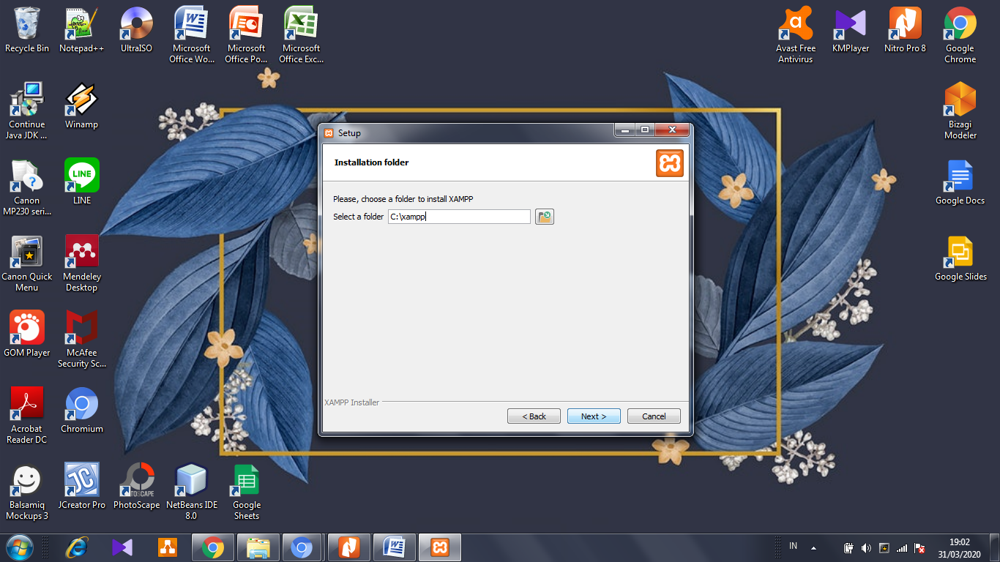 Recycle Bin
Notepad++
UltraISO
Microsoft
Office Wo...
Microsoft
Office Po...
Microsoft
Office Exc...
Avast Free
Antivirus
KMPlayer
Nitro Pro 8
Google
Chrome
Continue
Java JDK ...
Winamp
Bizagi
Modeler
Canon
MP230 seri...
LINE
LINE
Google Docs
Canon Quick
Menu
Mendeley
Desktop
Google Slides
GOM Player
McAfee
Security Sc...
Acrobat
Reader DC
Chromium
Balsamiq
Mockups 3
JC
JCreator Pro
OTOSCAPE
PhotoScape
NetBeans IDE
8.0
Google
Sheets
Setup
Installation folder
Please, choose a folder to install XAMPP
Select a folder C:\xampp
XAMPP Installer
< Back
Next >
Cancel
IN
19:02
31/03/2020